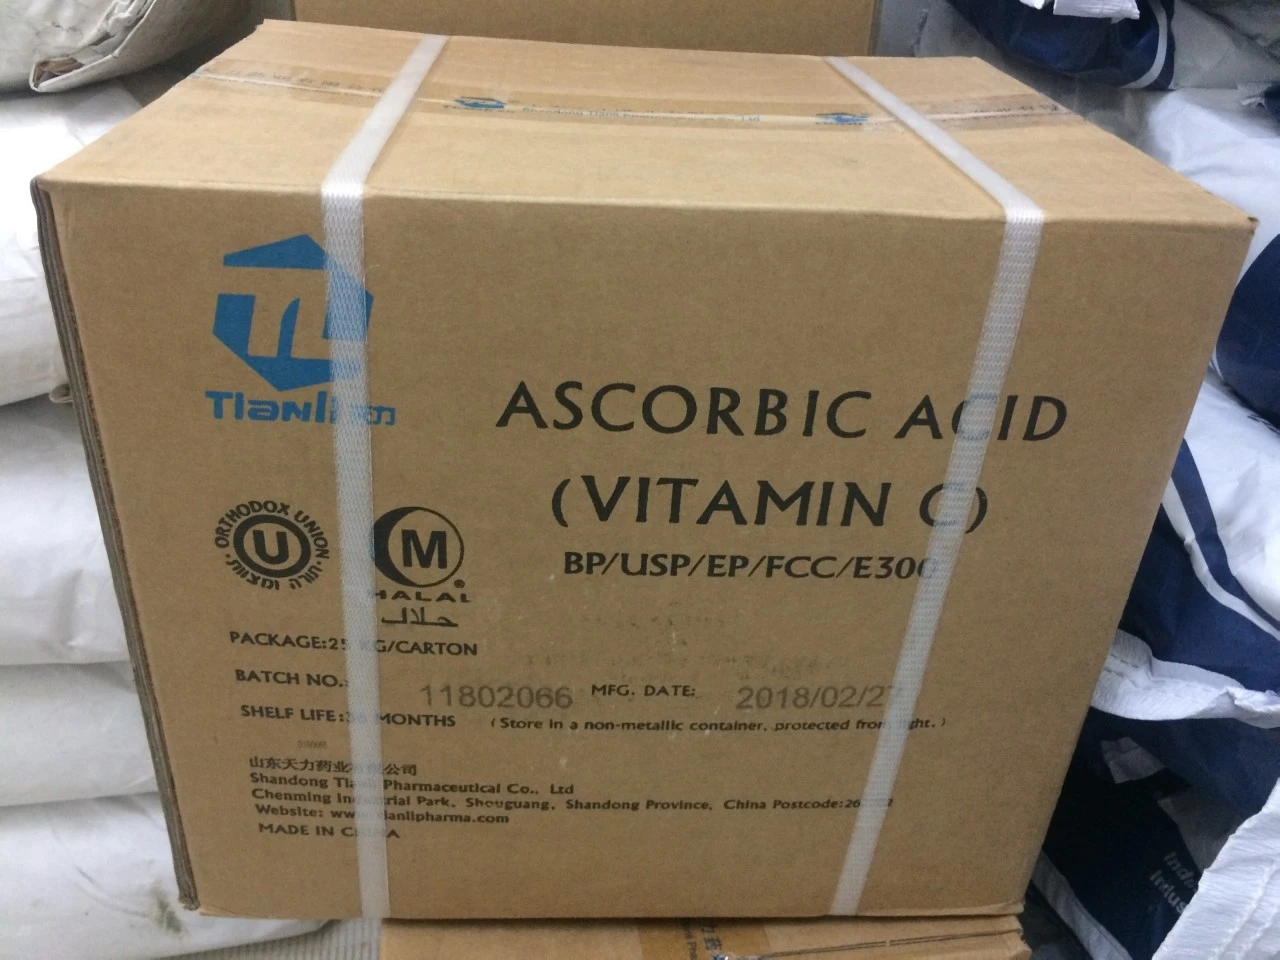 TIANLI
ASCORBIC ACID
(VITAMIN C)
BP/USP/EP/FCC/E300
ORTHODOX UNION
U
M
HALAL
حلال
PACKAGE:25 KG/CARTON
BATCH NO.: 11802066 MFG. DATE: 2018/02/27
SHELF LIFE:36 MONTHS (Store in a non-metallic container, protected from light.)
山东天力药业有限公司
Shandong Tianli Pharmaceutical Co., Ltd
Chenming Industrial Park, Shouguang, Shandong Province, China Postcode:
Website: www.tianlipharma.com
MADE IN CHINA